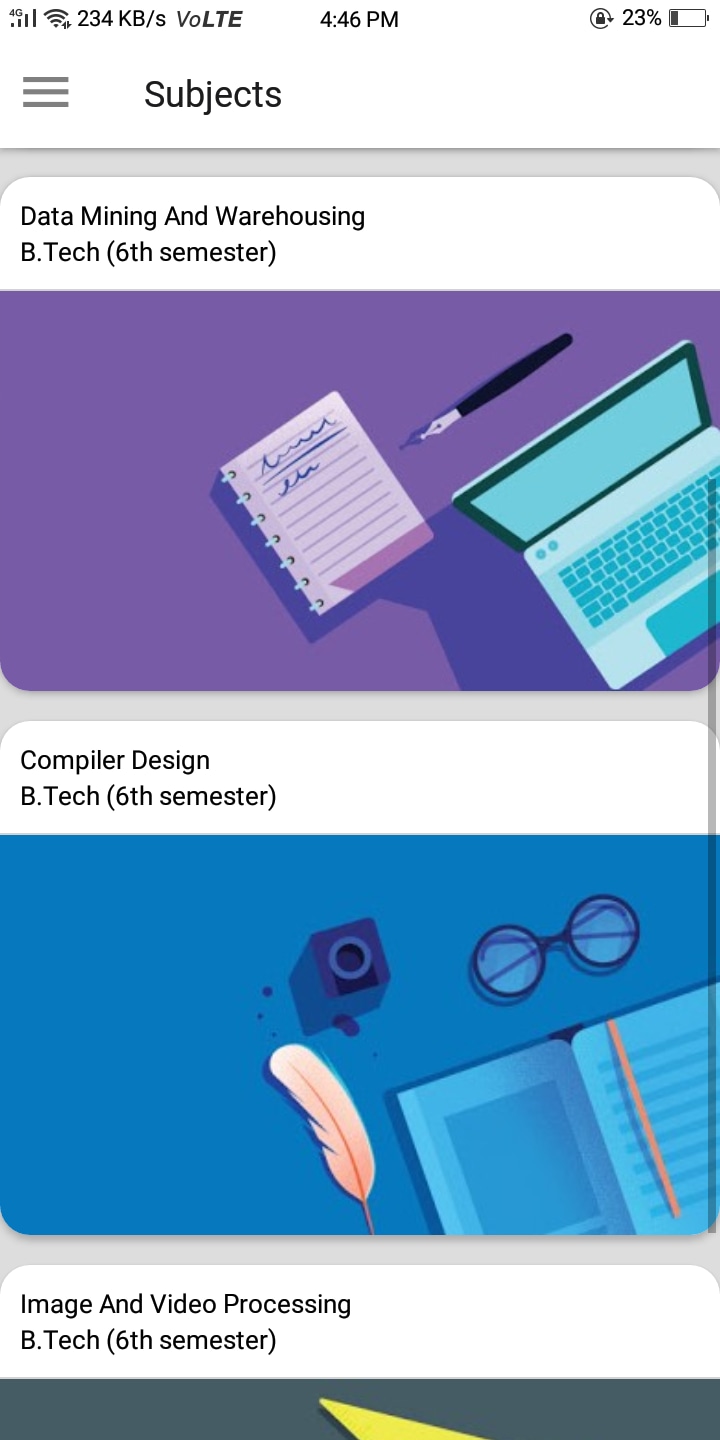 4G 234 KB/s VoLTE 4:46 PM 23%
Subjects
Data Mining And Warehousing
B.Tech (6th semester)
Compiler Design
B.Tech (6th semester)
Image And Video Processing
B.Tech (6th semester)